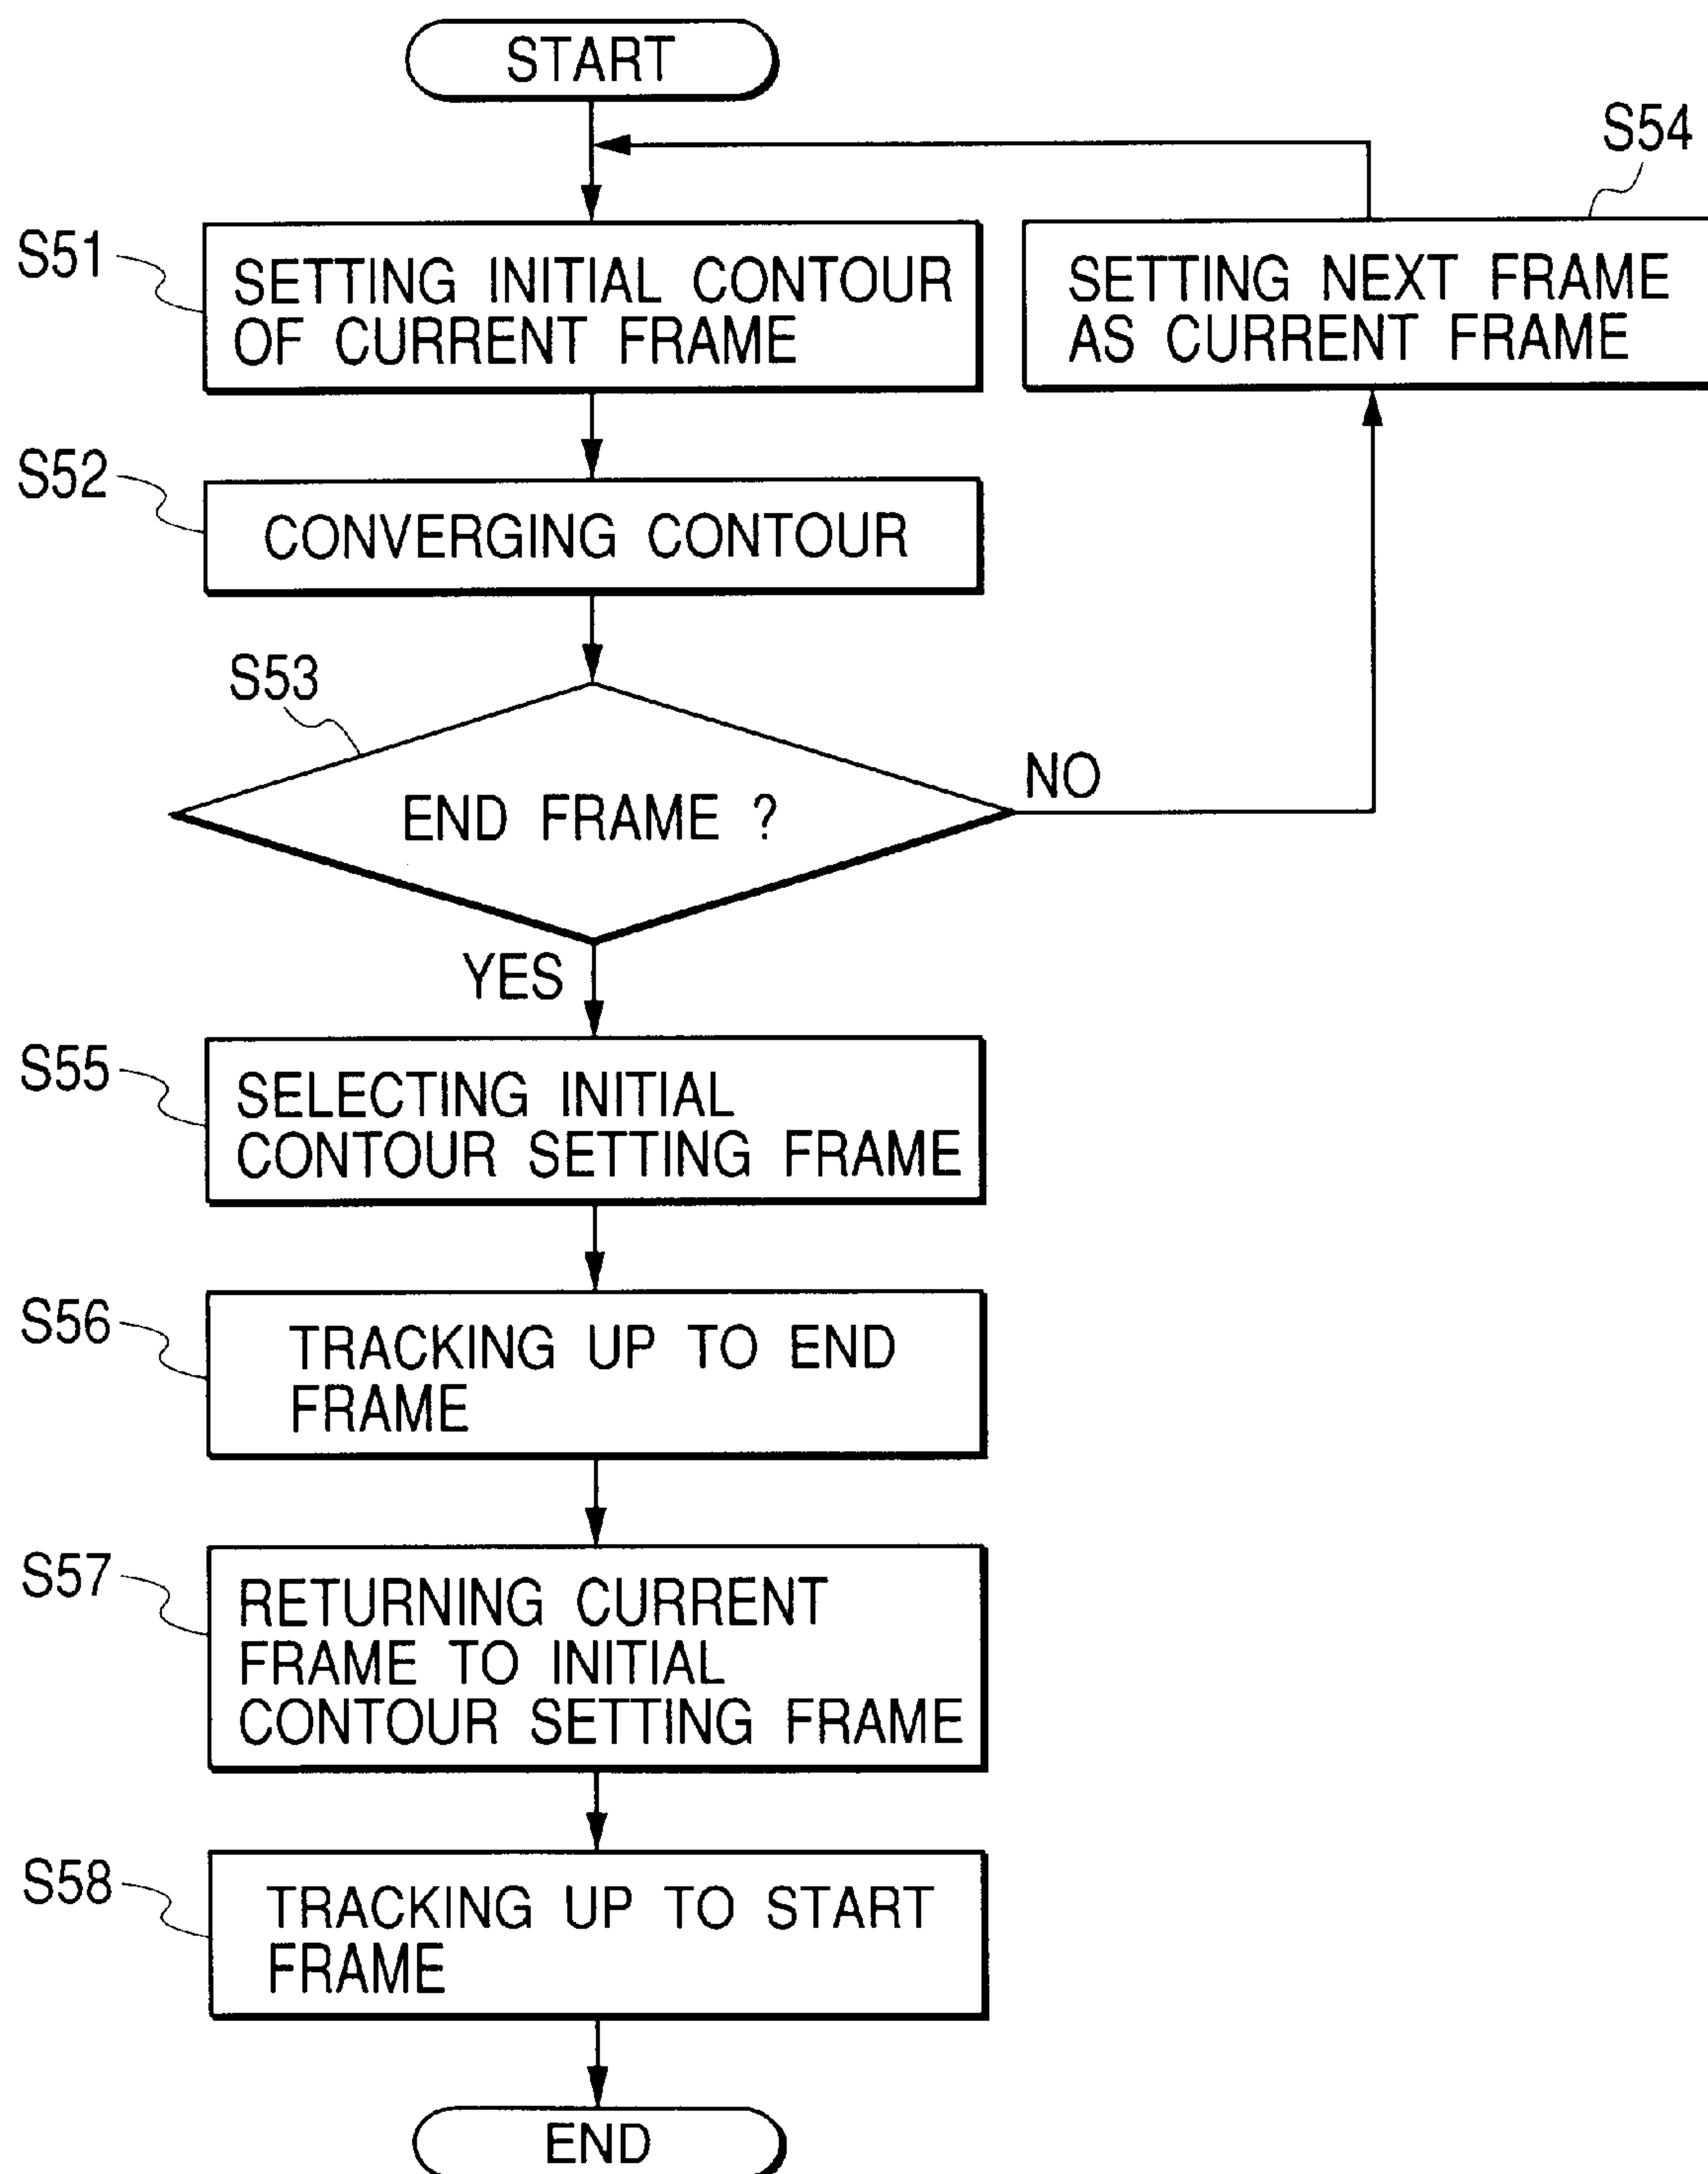 START
S54
S51
SETTING INITIAL CONTOUR
OF CURRENT FRAME
SETTING NEXT FRAME
AS CURRENT FRAME
S52
CONVERGING CONTOUR
S53
END FRAME ?
NO
YES
S55
SELECTING INITIAL
CONTOUR SETTING FRAME
S56
TRACKING UP TO END
FRAME
S57
RETURNING CURRENT
FRAME TO INITIAL
CONTOUR SETTING FRAME
S58
TRACKING UP TO START
FRAME
END